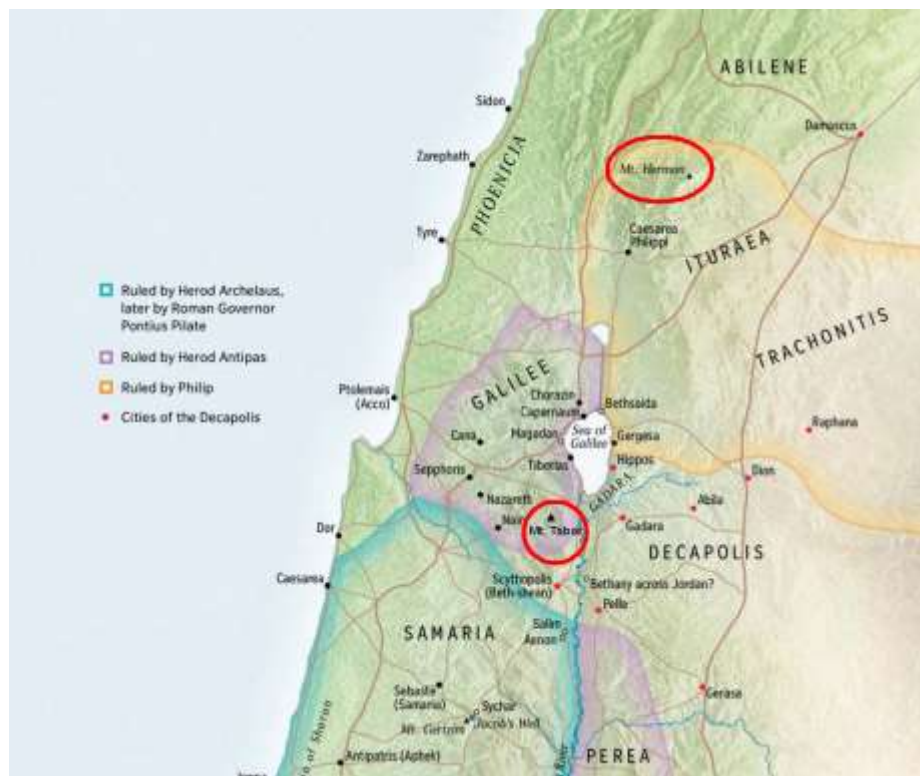 ABILENE
Sidon
Damascus
Zarephath
PHOENICIA
Mt. Hermon
Tyre
Caesarea
Philippi
ITURAEA
Ruled by Herod Archelaus,
later by Roman Governor
Pontius Pilate
Ruled by Herod Antipas
Ruled by Philip
Cities of the Decapolis
TRACHONITIS
GALILEE
Ptolemais
(Acco)
Chorazin
Capernaum
Bethsaida
Magadan
Sea of
Galilee
Gergesa
Raphana
Cana
Tiberias
Hippos
Sepphoris
Dion
Nazareth
GADARA
Abila
Nain
Mt. Tabor
Gadara
Dor
DECAPOLIS
Caesarea
Scythopolis
(Beth-shean)
Bethany across Jordan?
Pella
SAMARIA
Salim
Aenon
Sebaste
(Samaria)
Sychar
Jacob's Well
Mt. Gerizim
Gerasa
of Sharon
Antipatris (Aphek)
PEREA